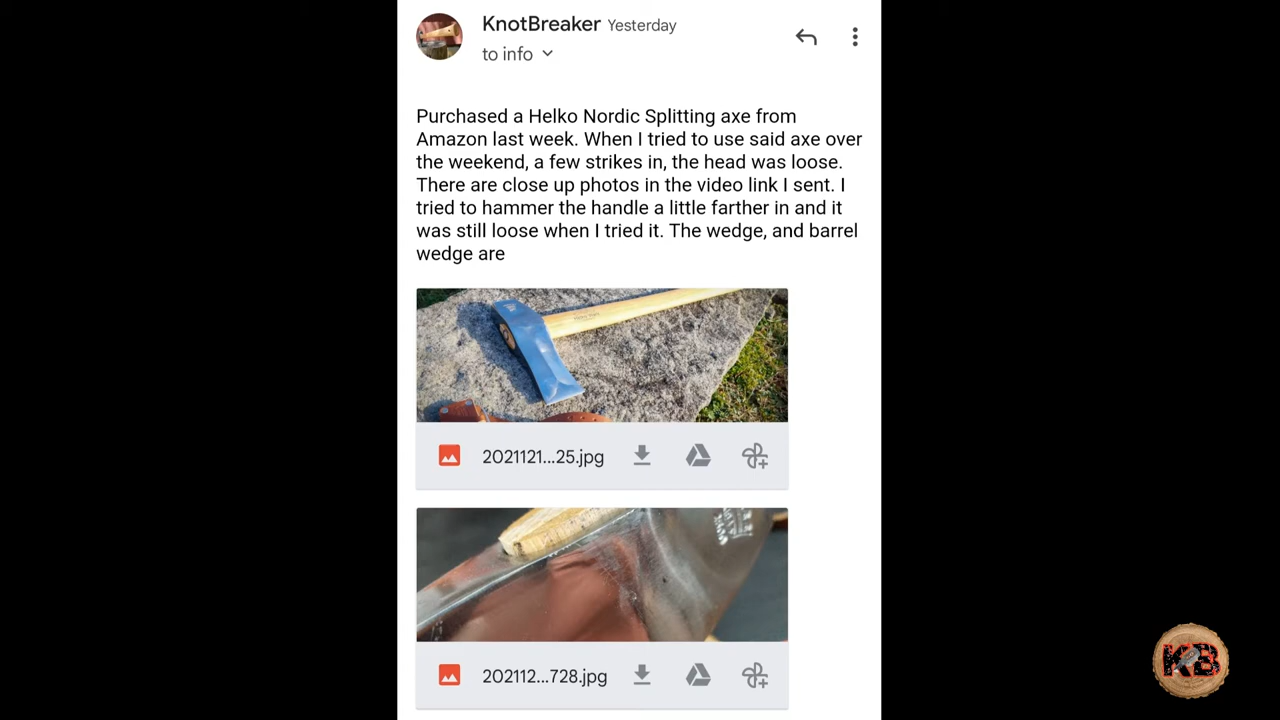 KnotBreaker Yesterday
to info
Purchased a Helko Nordic Splitting axe from
Amazon last week. When I tried to use said axe over
the weekend, a few strikes in, the head was loose.
There are close up photos in the video link I sent. I
tried to hammer the handle a little farther in and it
was still loose when I tried it. The wedge, and barrel
wedge are
2021121...25.jpg
202112...728.jpg
KB